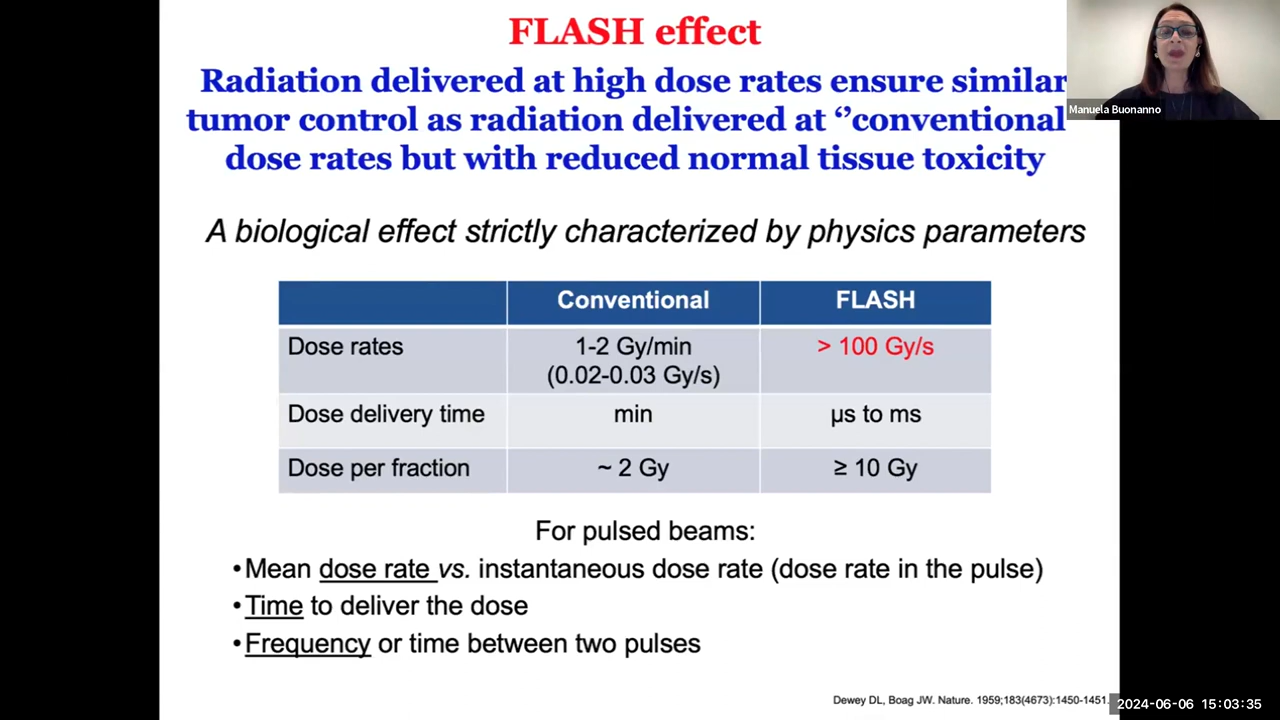 FLASH effect
Radiation delivered at high dose rates ensure similar
tumor control as radiation delivered at ‘’conventional
dose rates but with reduced normal tissue toxicity
Manuela Buonanno
A biological effect strictly characterized by physics parameters
Conventional FLASH
Dose rates 1-2 Gy/min > 100 Gy/s
(0.02-0.03 Gy/s)
Dose delivery time min µs to ms
Dose per fraction ~ 2 Gy ≥ 10 Gy
For pulsed beams:
•Mean dose rate vs. instantaneous dose rate (dose rate in the pulse)
•Time to deliver the dose
•Frequency or time between two pulses
Dewey DL, Boag JW. Nature. 1959;183(4673):1450-1451.
2024-06-06 15:03:35